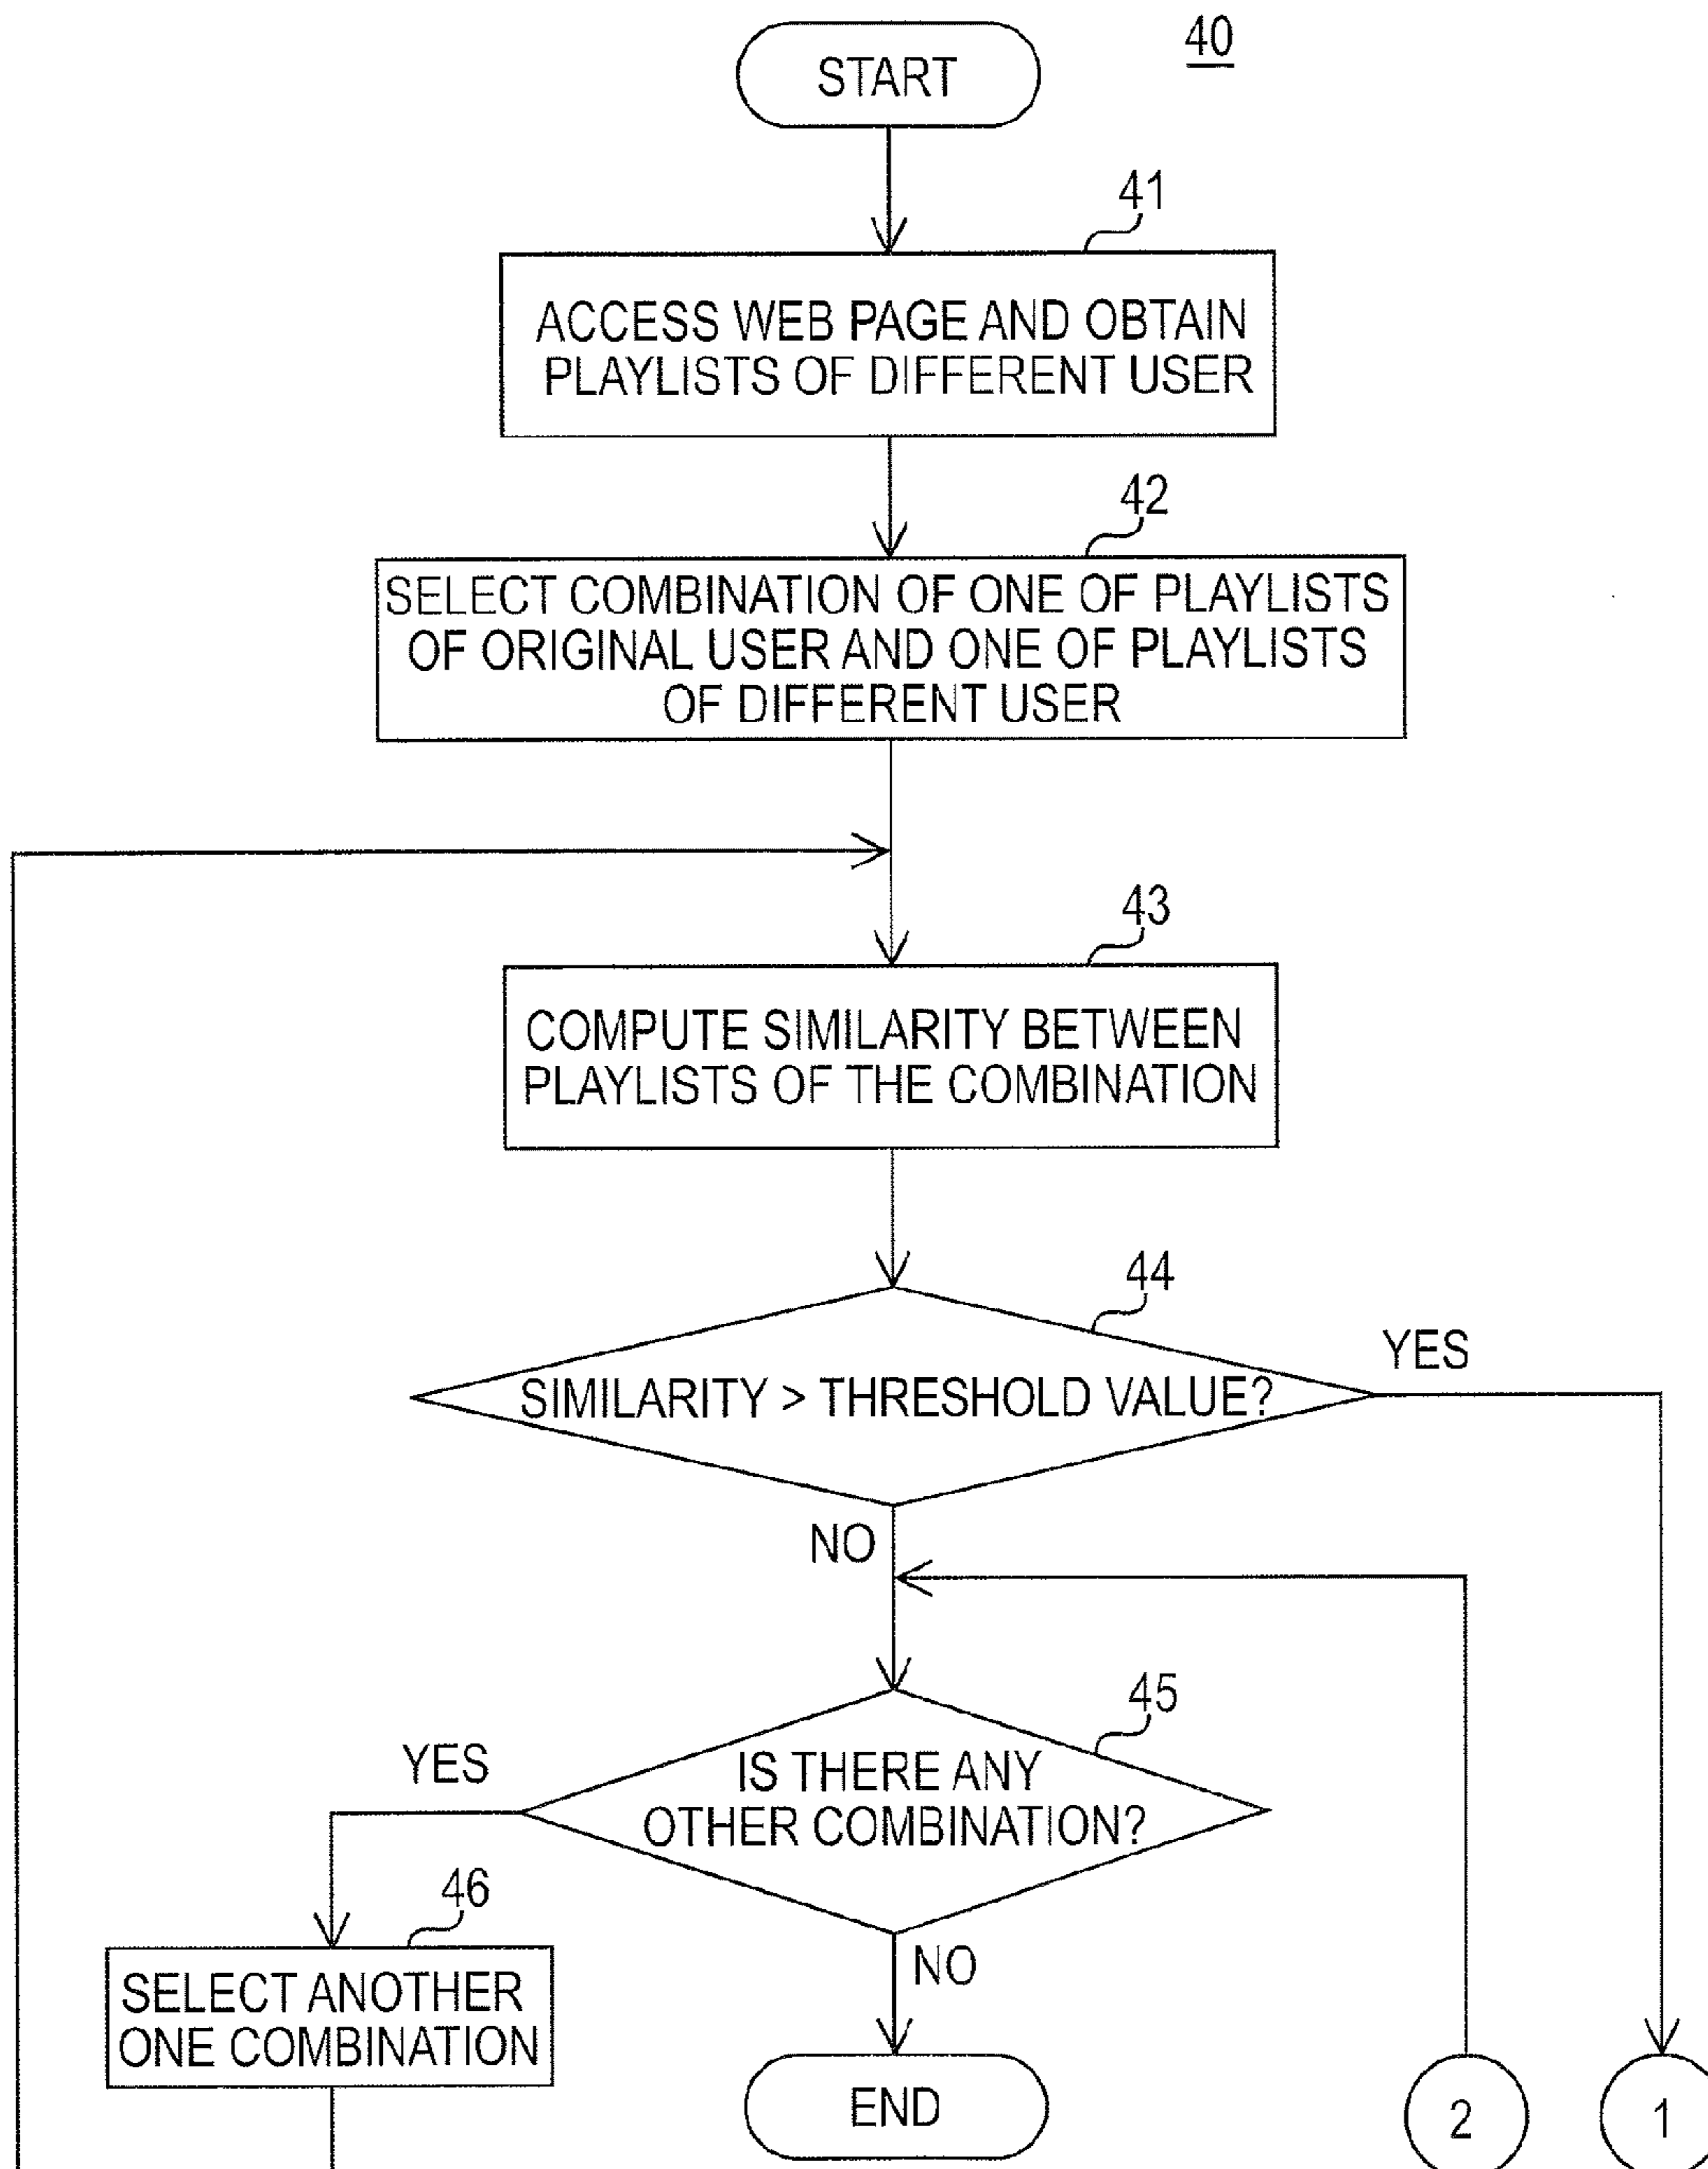 40
START
41
ACCESS WEB PAGE AND OBTAIN
PLAYLISTS OF DIFFERENT USER
42
SELECT COMBINATION OF ONE OF PLAYLISTS
OF ORIGINAL USER AND ONE OF PLAYLISTS
OF DIFFERENT USER
43
COMPUTE SIMILARITY BETWEEN
PLAYLISTS OF THE COMBINATION
44
YES
SIMILARITY > THRESHOLD VALUE?
NO
45
YES
IS THERE ANY
OTHER COMBINATION?
46
NO
SELECT ANOTHER
ONE COMBINATION
END
2
1